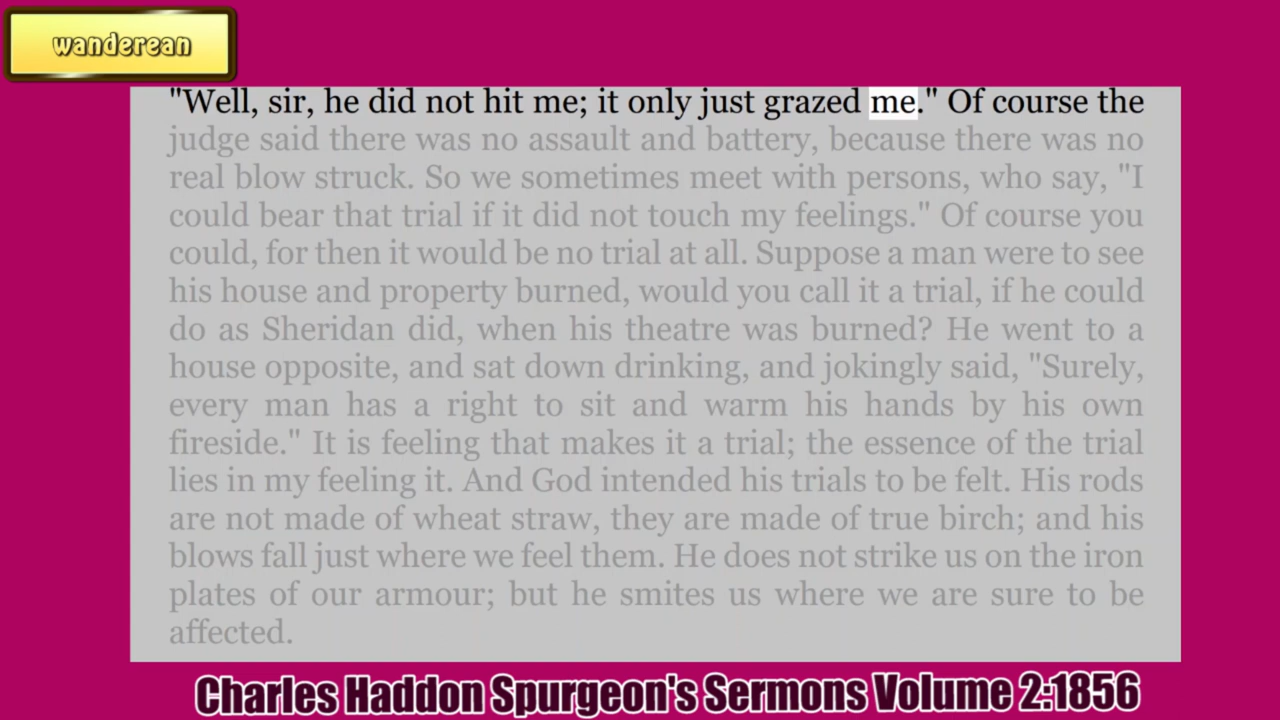 wanderean
"Well, sir, he did not hit me; it only just grazed me." Of course the
judge said there was no assault and battery, because there was no
real blow struck. So we sometimes meet with persons, who say, "I
could bear that trial if it did not touch my feelings." Of course you
could, for then it would be no trial at all. Suppose a man were to see
his house and property burned, would you call it a trial, if he could
do as Sheridan did, when his theatre was burned? He went to a
house opposite, and sat down drinking, and jokingly said, "Surely,
every man has a right to sit and warm his hands by his own
fireside." It is feeling that makes it a trial; the essence of the trial
lies in my feeling it. And God intended his trials to be felt. His rods
are not made of wheat straw, they are made of true birch; and his
blows fall just where we feel them. He does not strike us on the iron
plates of our armour; but he smites us where we are sure to be
affected.
Charles Haddon Spurgeon's Sermons Volume 2:1856